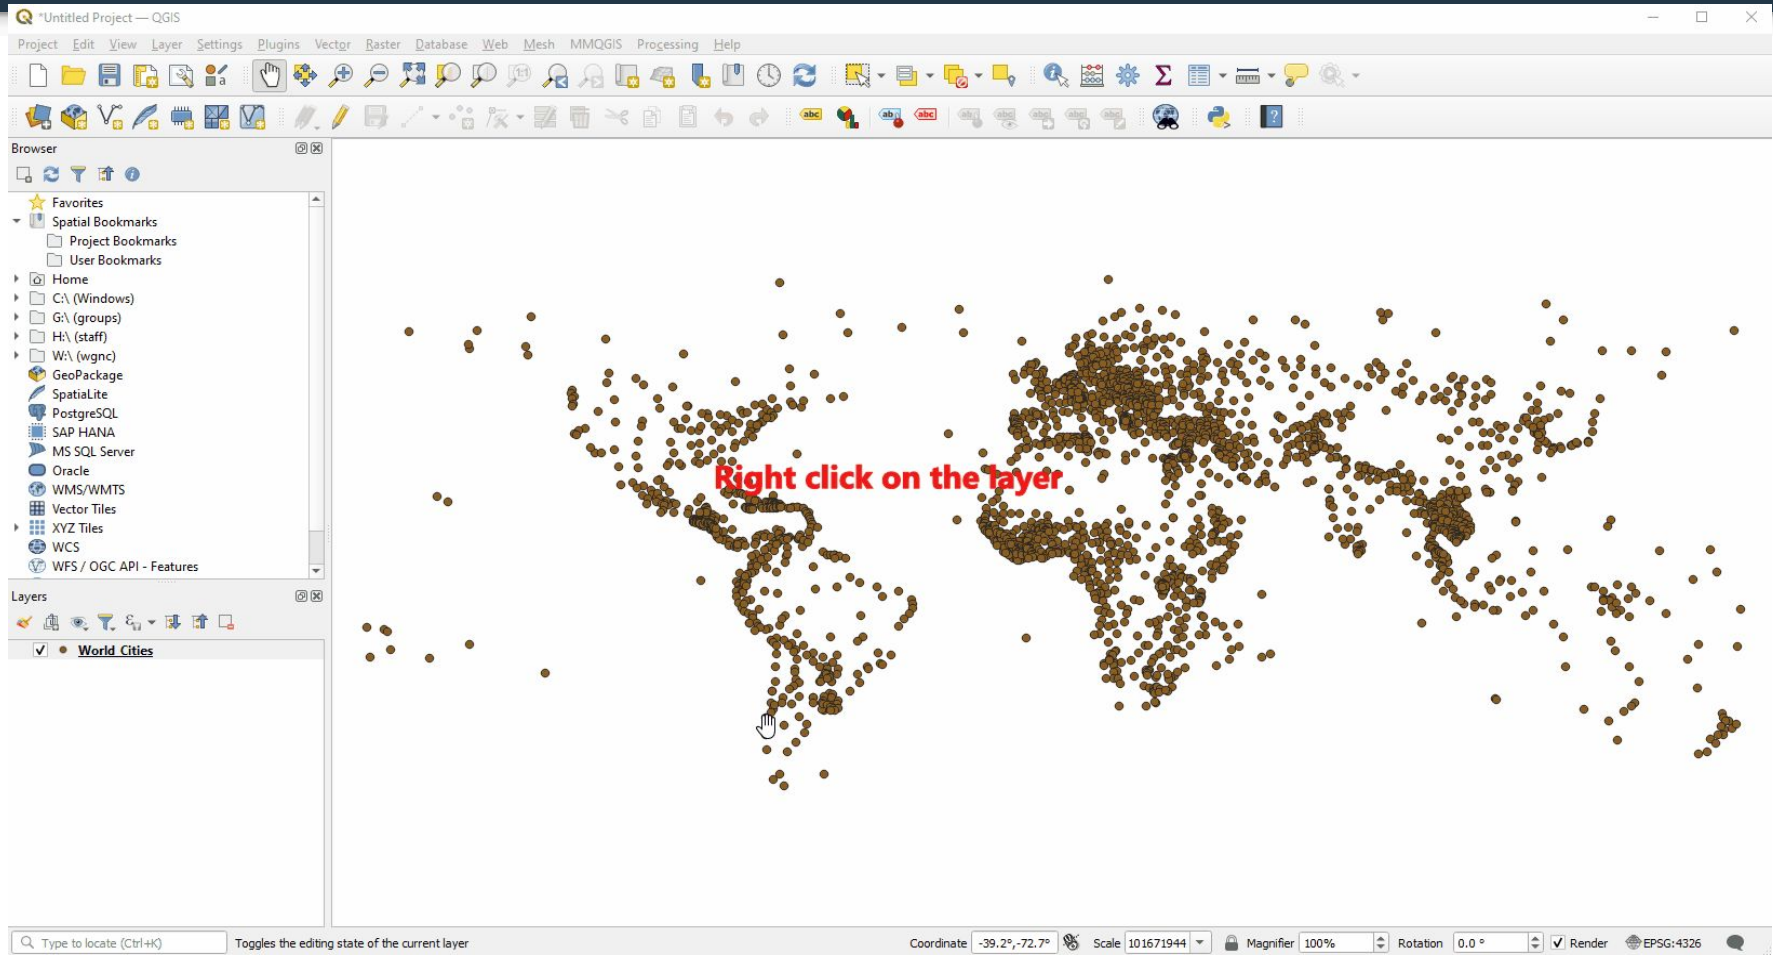 *Untitled Project — QGIS
Project Edit View Layer Settings Plugins Vector Raster Database Web Mesh MMQGIS Processing Help
Browser
Favorites
Spatial Bookmarks
Project Bookmarks
User Bookmarks
Home
C:\ (Windows)
G:\ (groups)
H:\ (staff)
W:\ (wgnc)
GeoPackage
SpatiaLite
PostgreSQL
SAP HANA
MS SQL Server
Oracle
WMS/WMTS
Vector Tiles
XYZ Tiles
WCS
WFS / OGC API - Features
Layers
World Cities
Right click on the layer
Type to locate (Ctrl+K) Toggles the editing state of the current layer Coordinate -39.2°,-72.7° Scale 101671944 Magnifier 100% Rotation 0.0 ° Render EPSG:4326